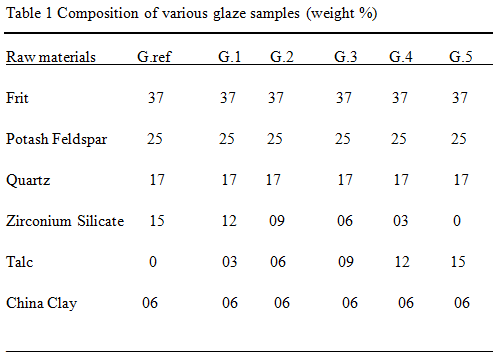 Table 1 Composition of various glaze samples (weight %)
Raw materials G.ref G.1 G.2 G.3 G.4 G.5
Frit 37 37 37 37 37 37
Potash Feldspar 25 25 25 25 25 25
Quartz 17 17 17 17 17 17
Zirconium Silicate 15 12 09 06 03 0
Talc 0 03 06 09 12 15
China Clay 06 06 06 06 06 06